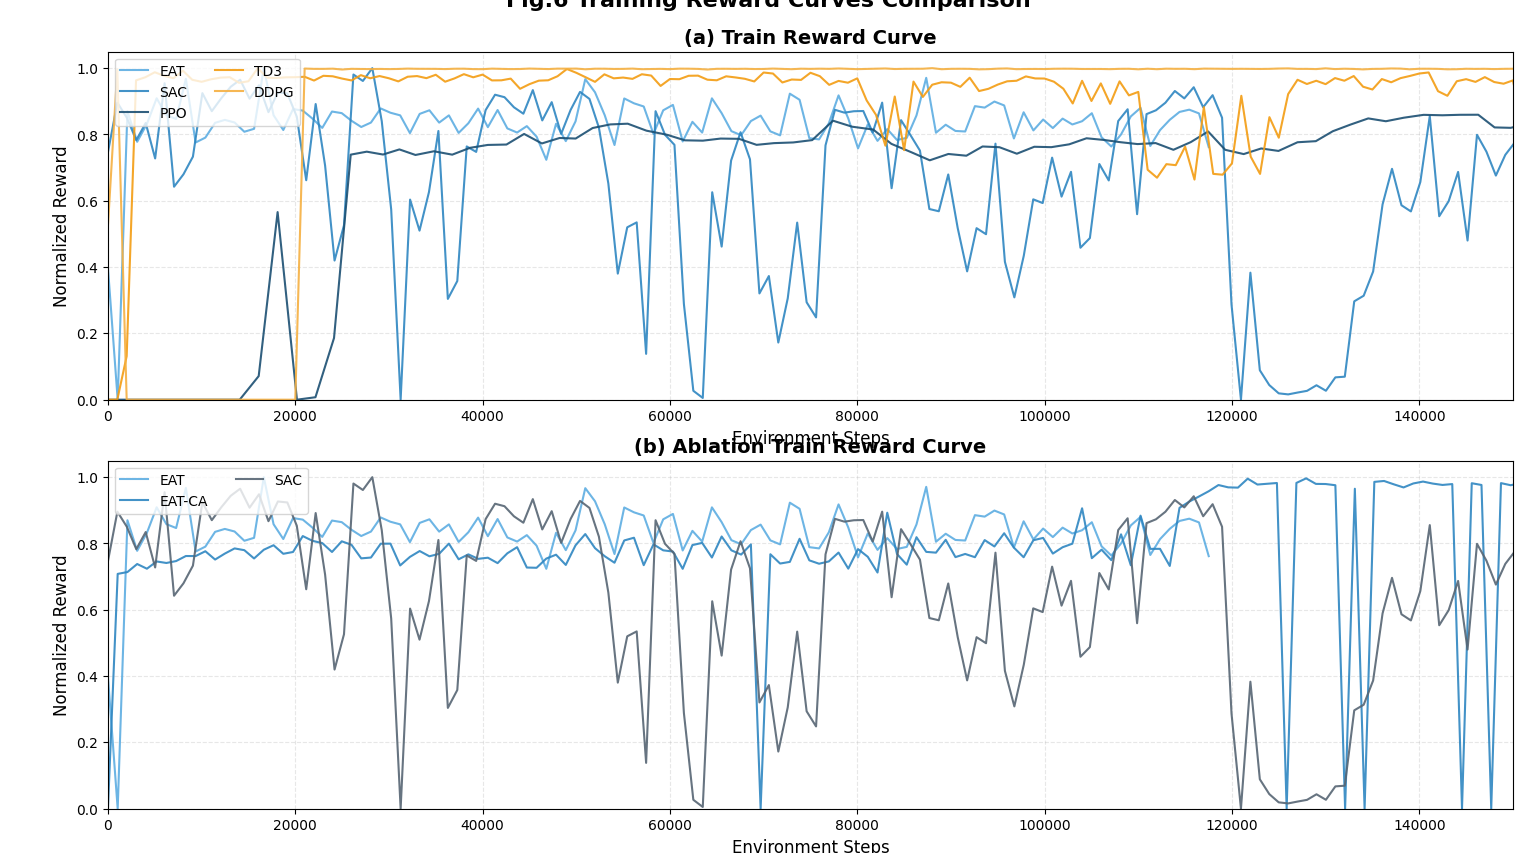 Fig.6 Training Reward Curves Comparison
(a) Train Reward Curve
EAT
SAC
PPO
TD3
DDPG
Normalized Reward
1.0
0.8
0.6
0.4
0.2
0.0
0
20000
40000
60000
80000
100000
120000
140000
Environment Steps
(b) Ablation Train Reward Curve
EAT
EAT-CA
SAC
Normalized Reward
1.0
0.8
0.6
0.4
0.2
0.0
0
20000
40000
60000
80000
100000
120000
140000
Environment Steps